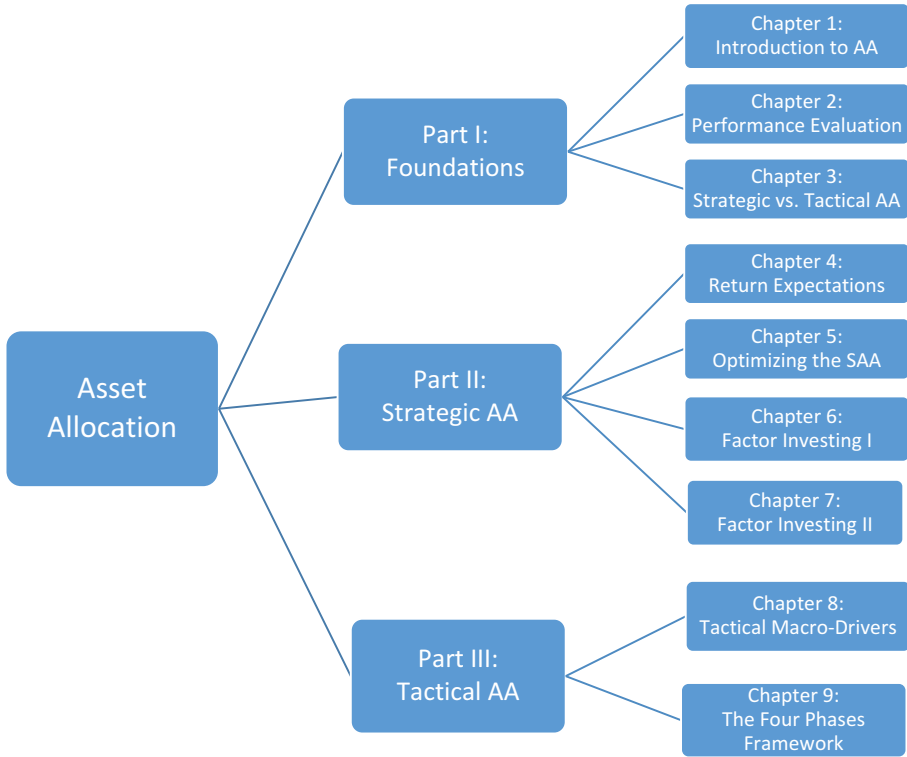 Asset
Allocation
Part I:
Foundations
Chapter 1:
Introduction to AA
Chapter 2:
Performance Evaluation
Chapter 3:
Strategic vs. Tactical AA
Part II:
Strategic AA
Chapter 4:
Return Expectations
Chapter 5:
Optimizing the SAA
Chapter 6:
Factor Investing I
Chapter 7:
Factor Investing II
Part III:
Tactical AA
Chapter 8:
Tactical Macro-Drivers
Chapter 9:
The Four Phases
Framework